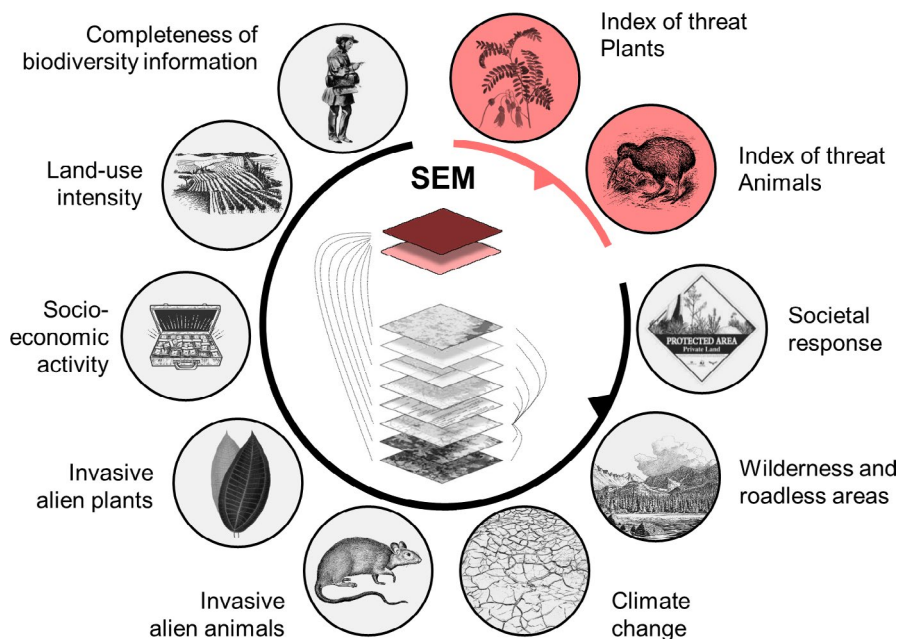 Completeness of
biodiversity information
Index of threat
Plants
Land-use
intensity
SEM
Index of threat
Animals
Socio-
economic
activity
PROTECTED AREA
Private Land
Societal
response
Invasive
alien plants
Wilderness and
roadless areas
Invasive
alien animals
Climate
change